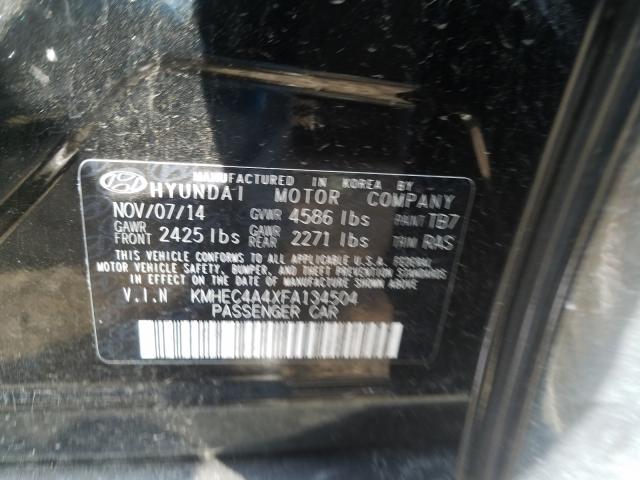 MANUFACTURED IN KOREA BY
HYUNDAI MOTOR COMPANY
NOV/07/14 GVWR 4586 lbs PAINT TB7
GAWR FRONT 2425 lbs GAWR REAR 2271 lbs TRIM RAS
THIS VEHICLE CONFORMS TO ALL APPLICABLE U.S.A. FEDERAL
MOTOR VEHICLE SAFETY, BUMPER, AND THEFT PREVENTION STANDARDS
IN EFFECT ON THE DATE OF MANUFACTURE SHOWN ABOVE
V.I.N KMHEC4A4XFA134504
PASSENGER CAR